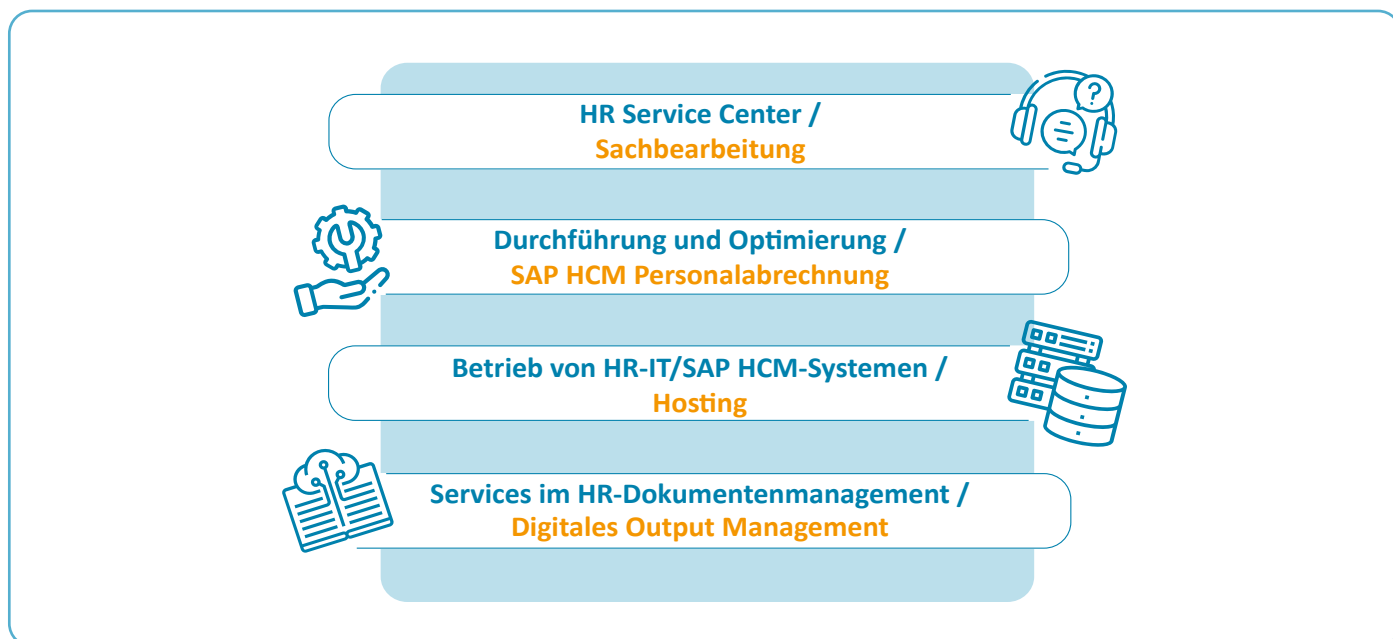 HR Service Center /
Sachbearbeitung
?
Durchführung und Optimierung /
SAP HCM Personalabrechnung
Betrieb von HR-IT/SAP HCM-Systemen /
Hosting
Services im HR-Dokumentenmanagement /
Digitales Output Management